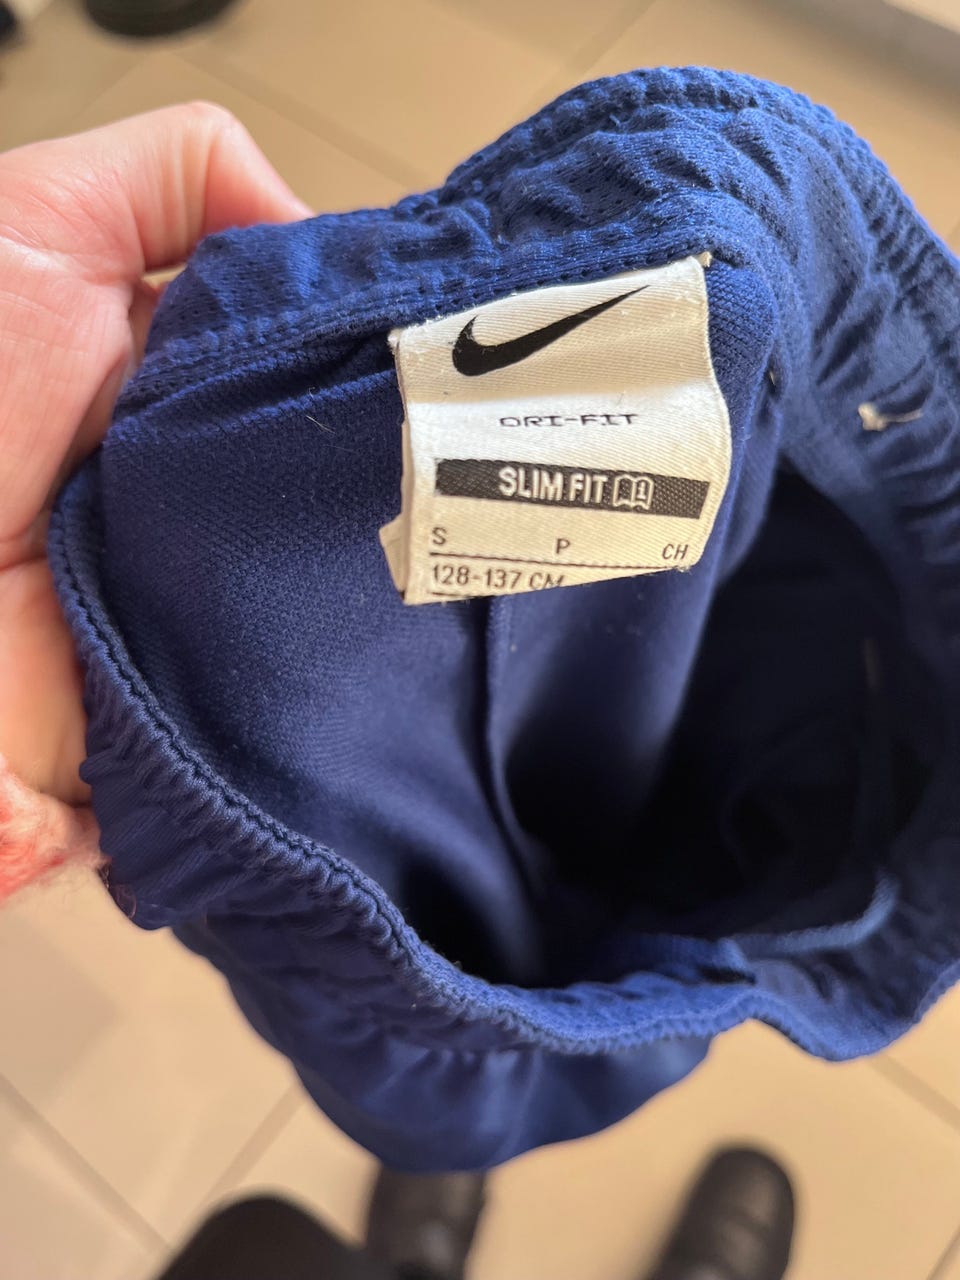 DRI-FIT
SLIM FIT
S P CH
128-137 CM